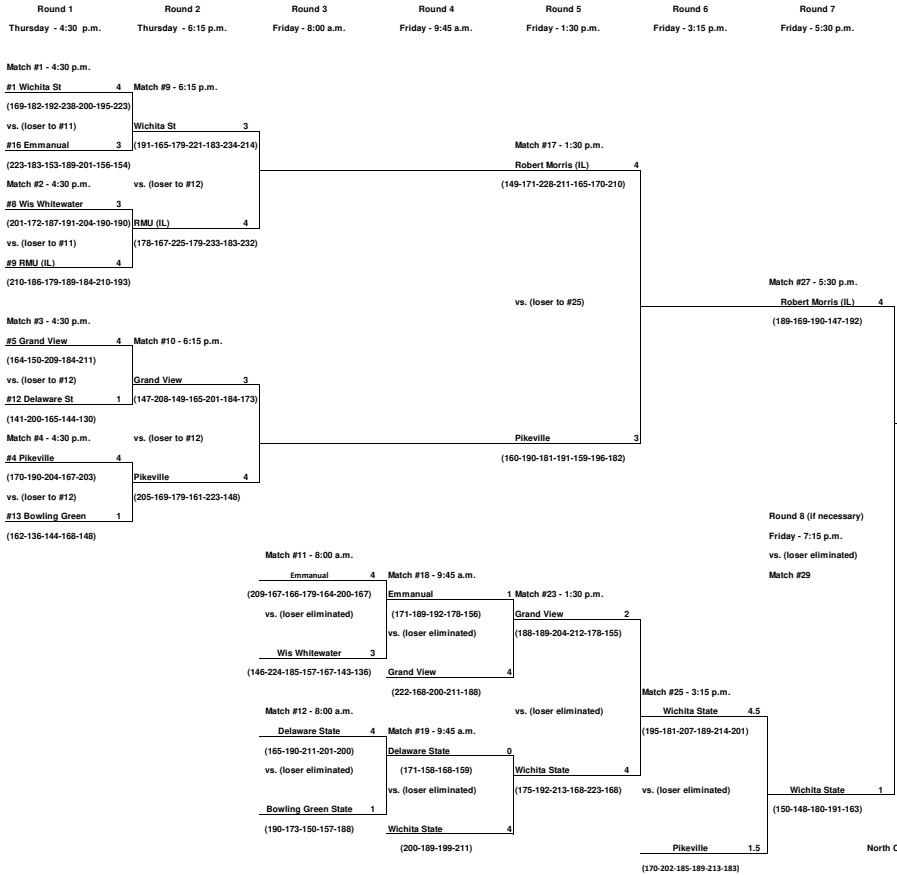 Round 1 Round 2 Round 3 Round 4 Round 5 Round 6 Round 7
Thursday - 4:30 p.m. Thursday - 6:15 p.m. Friday - 8:00 a.m. Friday - 9:45 a.m. Friday - 1:30 p.m. Friday - 3:15 p.m. Friday - 5:30 p.m.
Match #1 - 4:30 p.m.
#1 Wichita St 4 Match #9 - 6:15 p.m.
(169-182-192-238-200-195-223)
vs. (loser to #11) Wichita St 3
#16 Emmanual 3 (191-165-179-221-183-234-214) Match #17 - 1:30 p.m.
(223-183-153-189-201-156-154) Robert Morris (IL) 4
Match #2 - 4:30 p.m. vs. (loser to #12) (149-171-228-211-165-170-210)
#8 Wis Whitewater 3
(201-172-187-191-204-190-190) RMU (IL) 4
vs. (loser to #11) (178-167-225-179-233-183-232)
#9 RMU (IL) 4
(210-186-179-189-184-210-193) Match #27 - 5:30 p.m.
vs. (loser to #25) Robert Morris (IL) 4
Match #3 - 4:30 p.m. (189-169-190-147-192)
#5 Grand View 4 Match #10 - 6:15 p.m.
(164-150-209-184-211)
vs. (loser to #12) Grand View 3
#12 Delaware St 1 (147-208-149-165-201-184-173)
(141-200-165-144-130)
Match #4 - 4:30 p.m. vs. (loser to #12) Pikeville 3
#4 Pikeville 4 (160-190-181-191-159-196-182)
(170-190-204-167-203) Pikeville 4
vs. (loser to #12) (205-169-179-161-223-148)
#13 Bowling Green 1 Round 8 (if necessary)
(162-136-144-168-148) Friday - 7:15 p.m.
Match #11 - 8:00 a.m. vs. (loser eliminated)
Emmanual 4 Match #18 - 9:45 a.m. Match #29
(209-167-166-179-164-200-167) Emmanual 1 Match #23 - 1:30 p.m.
vs. (loser eliminated) (171-189-192-178-156) Grand View 2
vs. (loser eliminated) (188-189-204-212-178-155)
Wis Whitewater 3
(146-224-185-157-167-143-136) Grand View 4
(222-168-200-211-188) Match #25 - 3:15 p.m.
Match #12 - 8:00 a.m. vs. (loser eliminated) Wichita State 4.5
Delaware State 4 Match #19 - 9:45 a.m. (195-181-207-189-214-201)
(165-190-211-201-200) Delaware State 0
vs. (loser eliminated) (171-158-168-159) Wichita State 4
vs. (loser eliminated) (175-192-213-168-223-168) vs. (loser eliminated) Wichita State 1
Bowling Green State 1 (150-148-180-191-163)
(190-173-150-157-188) Wichita State 4
(200-189-199-211) Pikeville 1.5 North
(170-202-185-189-213-183)